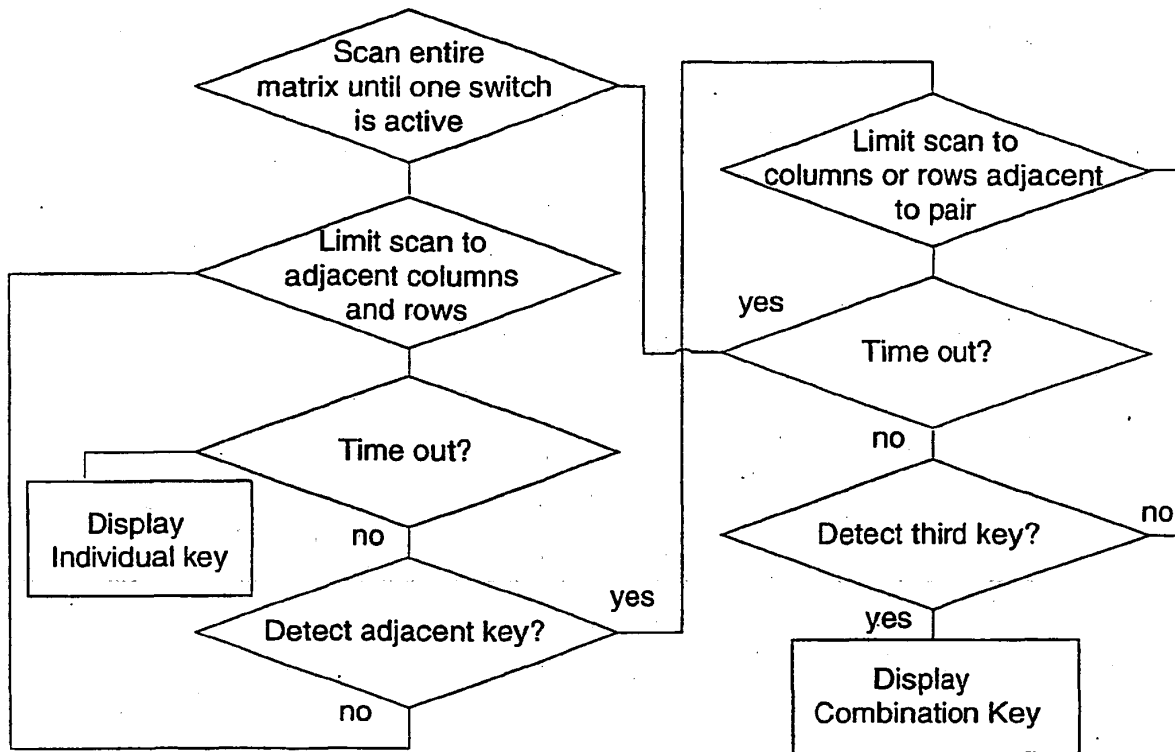 Scan entire
matrix until one switch
is active
Limit scan to
adjacent columns
and rows
Time out?
Display
Individual key
no
Detect adjacent key?
yes
no
Limit scan to
columns or rows adjacent
to pair
yes
Time out?
no
Detect third key?
no
yes
Display
Combination Key